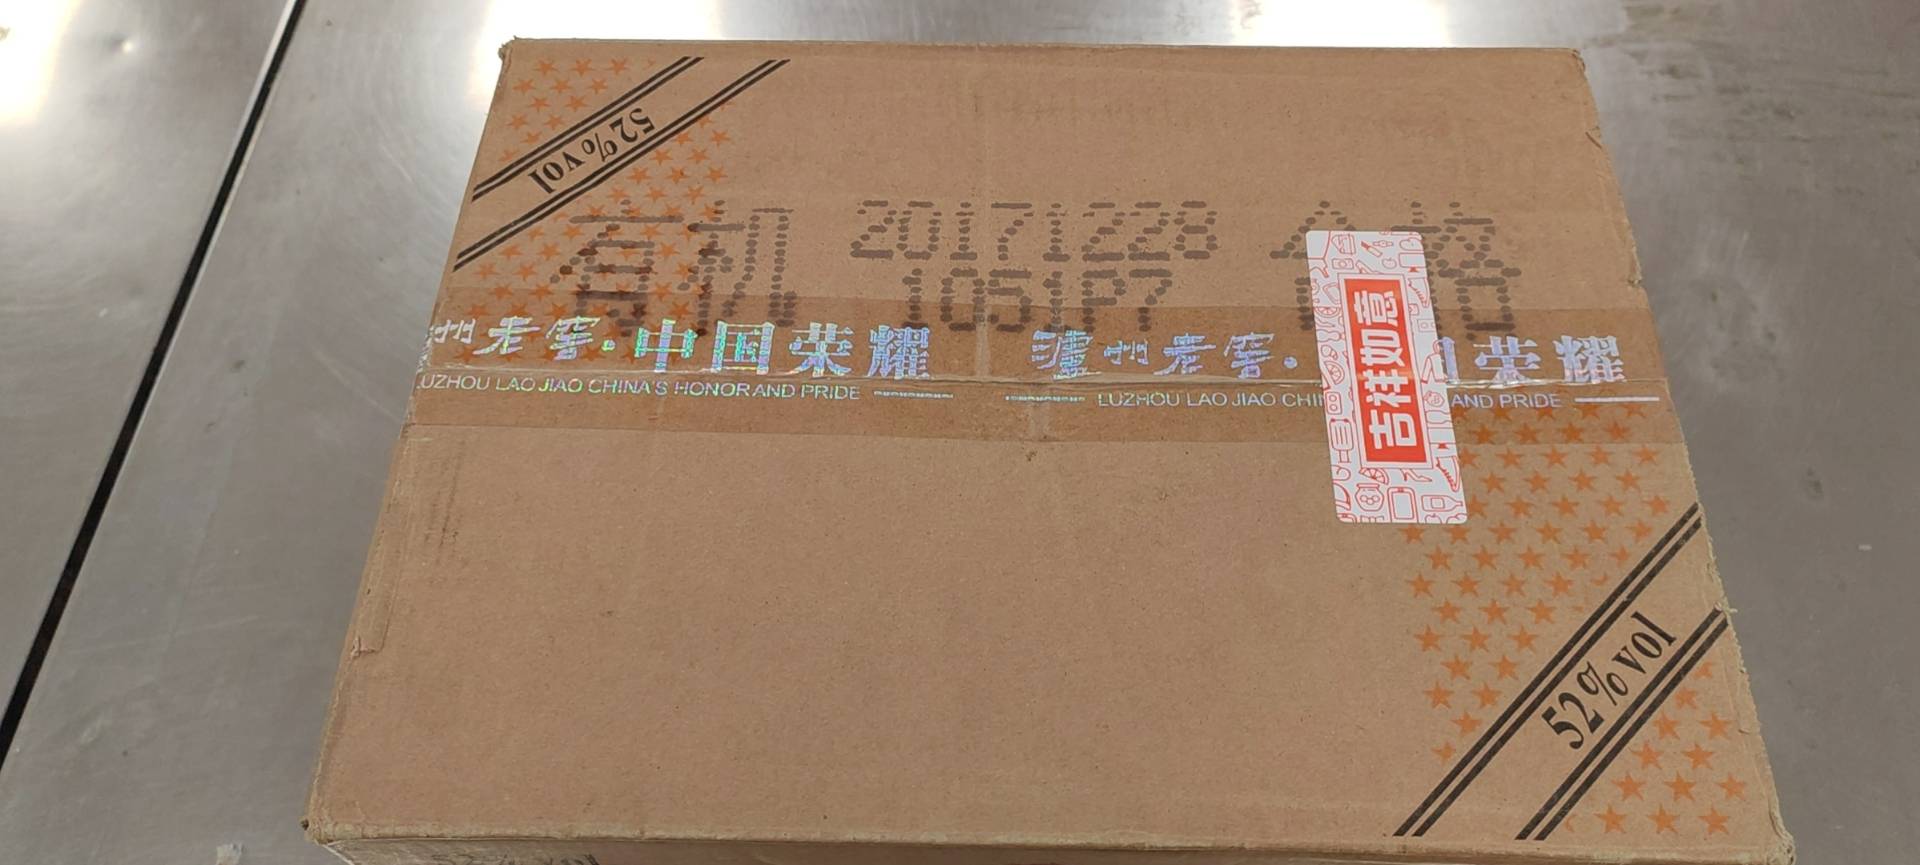 52%vol
有机 20171228 合格
1051P7
州老窖·中国荣耀 泸州老窖·国荣耀
LUZHOU LAO JIAO CHINA'S HONOR AND PRIDE LUZHOU LAO JIAO CHI AND PRIDE
吉祥如意
52%vol